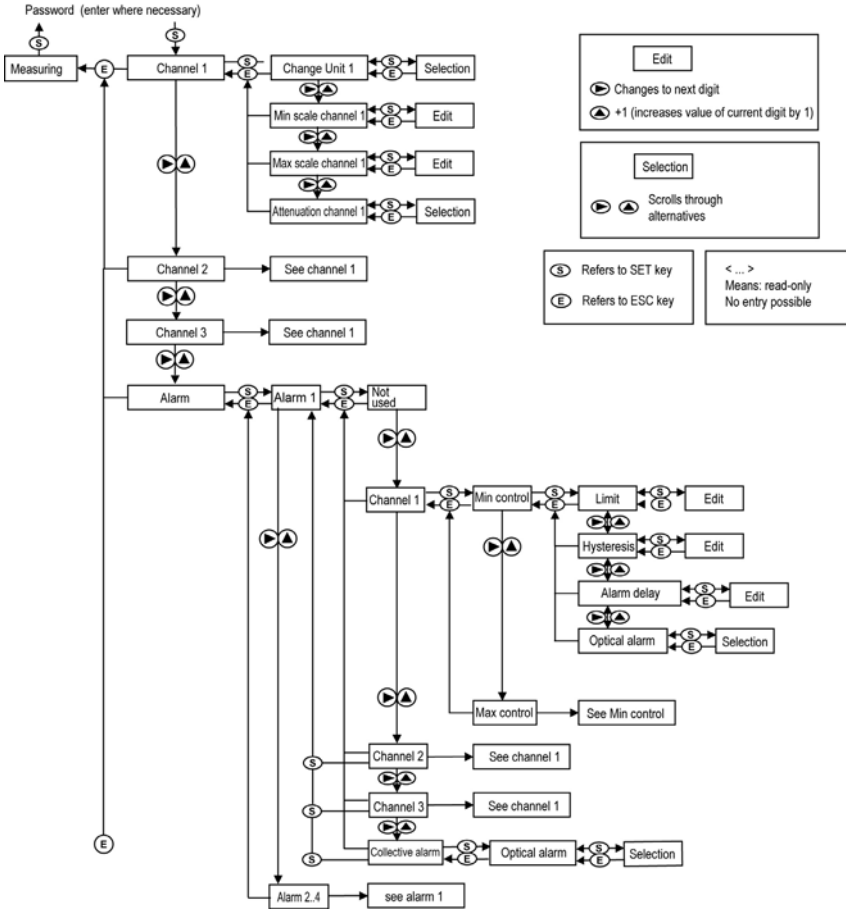 Password (enter where necessary)
S
S
Measuring
E
Channel 1
S
E
Change Unit 1
S
E
Selection
Min scale channel 1
S
E
Edit
Max scale channel 1
S
E
Edit
Attenuation channel 1
S
E
Selection
Channel 2
See channel 1
Channel 3
See channel 1
Alarm
S
E
Alarm 1
S
E
Not
used
Channel 1
S
E
Min control
S
E
Limit
S
E
Edit
Hysteresis
S
E
Edit
Alarm delay
S
E
Edit
Optical alarm
S
E
Selection
Max control
See Min control
Channel 2
See channel 1
S
Channel 3
See channel 1
S
Collective alarm
S
E
Optical alarm
S
E
Selection
S
E
Alarm 2..4
see alarm 1
Edit
Changes to next digit
+1 (increases value of current digit by 1)
Selection
Scrolls through
alternatives
S Refers to SET key
E Refers to ESC key
< ... >
Means: read-only
No entry possible